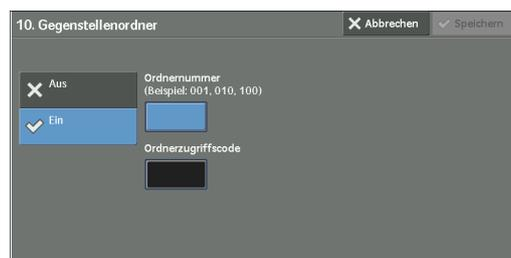 10. Gegenstellenordner
Abbrechen
Speichern
Aus
Ein
Ordnernummer
(Beispiel: 001, 010, 100)
Ordnerzugriffscode